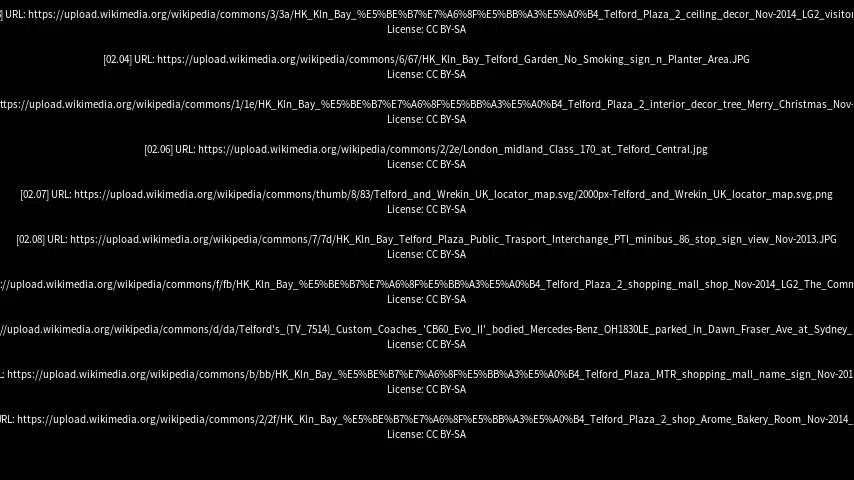 URL: https://upload.wikimedia.org/wikipedia/commons/3/3a/HK_Kln_Bay_%E5%BE%B7%E7%A6%8F%E5%BB%A3%E5%A0%B4_Telford_Plaza_2_ceiling_decor_Nov-2014_LG2_visitor
License: CC BY-SA
[02.04] URL: https://upload.wikimedia.org/wikipedia/commons/6/67/HK_Kln_Bay_Telford_Garden_No_Smoking_sign_n_Planter_Area.JPG
License: CC BY-SA
ttps://upload.wikimedia.org/wikipedia/commons/1/1e/HK_Kln_Bay_%E5%BE%B7%E7%A6%8F%E5%BB%A3%E5%A0%B4_Telford_Plaza_2_interior_decor_tree_Merry_Christmas_Nov-
License: CC BY-SA
[02.06] URL: https://upload.wikimedia.org/wikipedia/commons/2/2e/London_midland_Class_170_at_Telford_Central.jpg
License: CC BY-SA
[02.07] URL: https://upload.wikimedia.org/wikipedia/commons/thumb/8/83/Telford_and_Wrekin_UK_locator_map.svg/2000px-Telford_and_Wrekin_UK_locator_map.svg.png
License: CC BY-SA
[02.08] URL: https://upload.wikimedia.org/wikipedia/commons/7/7d/HK_Kln_Bay_Telford_Plaza_Public_Trasport_Interchange_PTI_minibus_86_stop_sign_view_Nov-2013.JPG
License: CC BY-SA
://upload.wikimedia.org/wikipedia/commons/f/fb/HK_Kln_Bay_%E5%BE%B7%E7%A6%8F%E5%BB%A3%E5%A0%B4_Telford_Plaza_2_shopping_mall_shop_Nov-2014_LG2_The_Comm
License: CC BY-SA
//upload.wikimedia.org/wikipedia/commons/d/da/Telford's_(TV_7514)_Custom_Coaches_'CB60_Evo_II'_bodied_Mercedes-Benz_OH1830LE_parked_in_Dawn_Fraser_Ave_at_Sydney_
License: CC BY-SA
: https://upload.wikimedia.org/wikipedia/commons/b/bb/HK_Kln_Bay_%E5%BE%B7%E7%A6%8F%E5%BB%A3%E5%A0%B4_Telford_Plaza_MTR_shopping_mall_name_sign_Nov-201
License: CC BY-SA
RL: https://upload.wikimedia.org/wikipedia/commons/2/2f/HK_Kln_Bay_%E5%BE%B7%E7%A6%8F%E5%BB%A3%E5%A0%B4_Telford_Plaza_2_shop_Arome_Bakery_Room_Nov-2014_
License: CC BY-SA